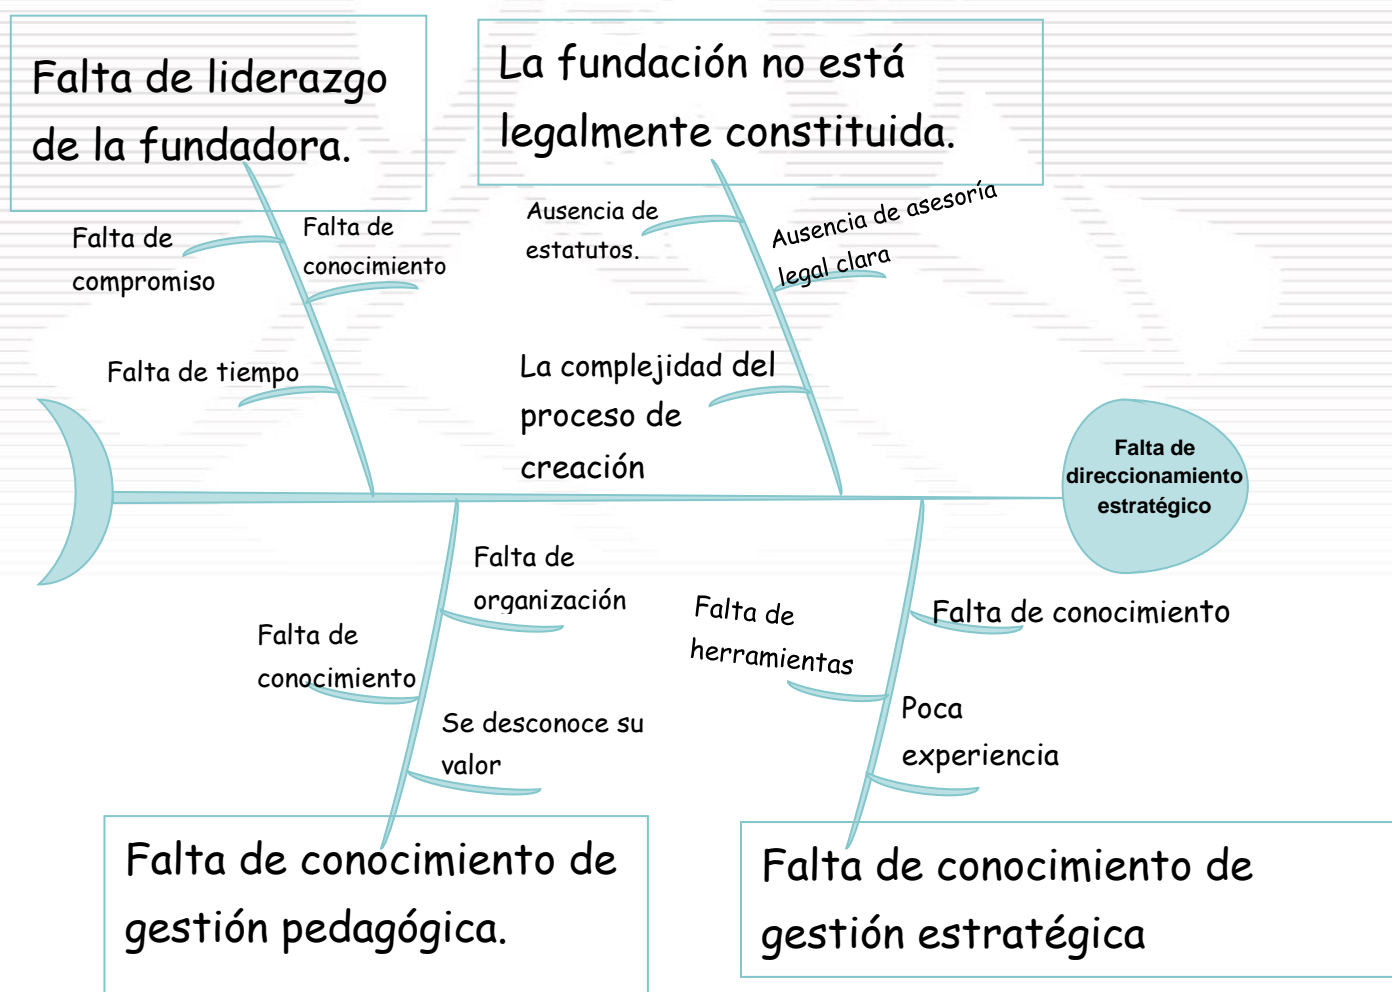 Falta de liderazgo
de la fundadora.
La fundación no está
legalmente constituida.
Falta de
compromiso
Falta de
conocimiento
Falta de tiempo
Ausencia de
estatutos.
Ausencia de asesoría
legal clara
La complejidad del
proceso de
creación
Falta de
direccionamiento
estratégico
Falta de
organización
Falta de
conocimiento
Se desconoce su
valor
Falta de
herramientas
Falta de conocimiento
Poca
experiencia
Falta de conocimiento de
gestión pedagógica.
Falta de conocimiento de
gestión estratégica